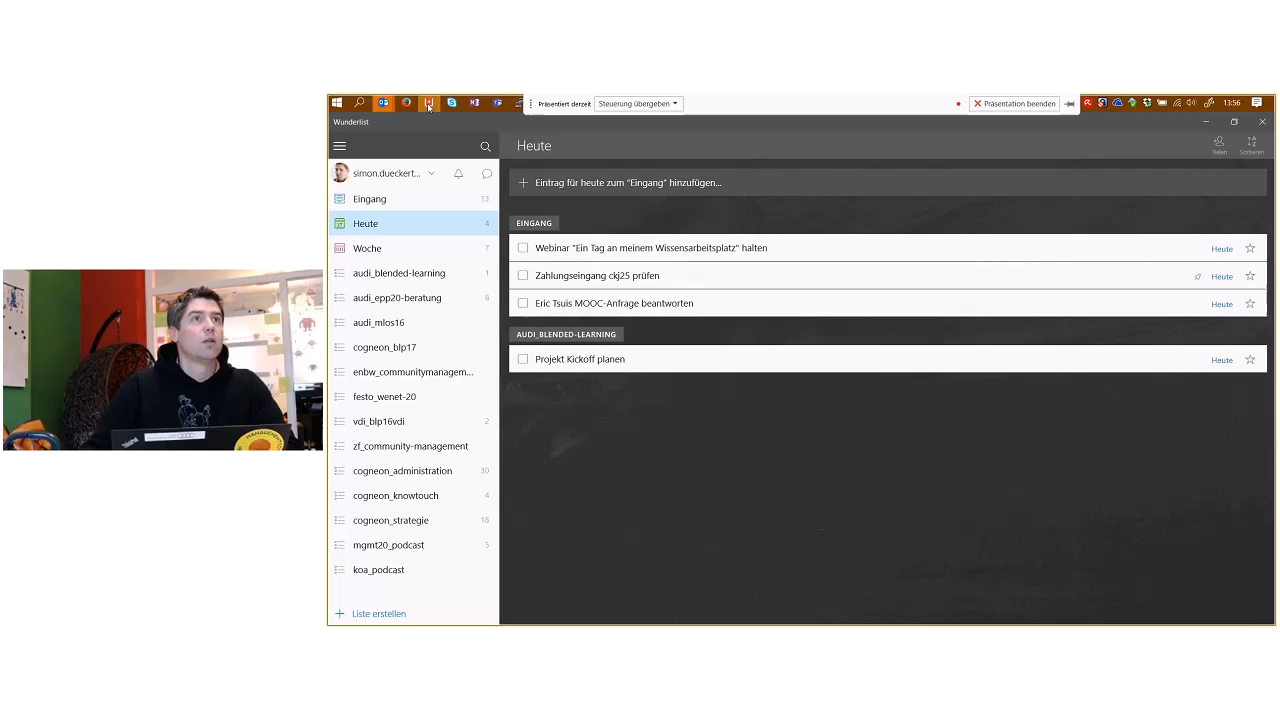 Präsentiert derzeit
Steuerung übergeben
Präsentation beenden
13:56
Wunderlist
Heute
Teilen
Sortieren
simon.dueckert...
Eingang 13
Heute 4
Woche 7
audi_blended-learning 1
audi_epp20-beratung 8
audi_mlos16
cogneon_blp17
enbw_communitymanagem...
festo_wenet-20
vdi_blp16vdi 2
zf_community-management
cogneon_administration 30
cogneon_knowtouch 4
cogneon_strategie 18
mgmt20_podcast 5
koa_podcast
Liste erstellen
Eintrag für heute zum "Eingang" hinzufügen...
EINGANG
Webinar "Ein Tag an meinem Wissensarbeitsplatz" halten Heute
Zahlungseingang ckj25 prüfen Heute
Eric Tsuis MOOC-Anfrage beantworten Heute
AUDI_BLENDED-LEARNING
Projekt Kickoff planen Heute